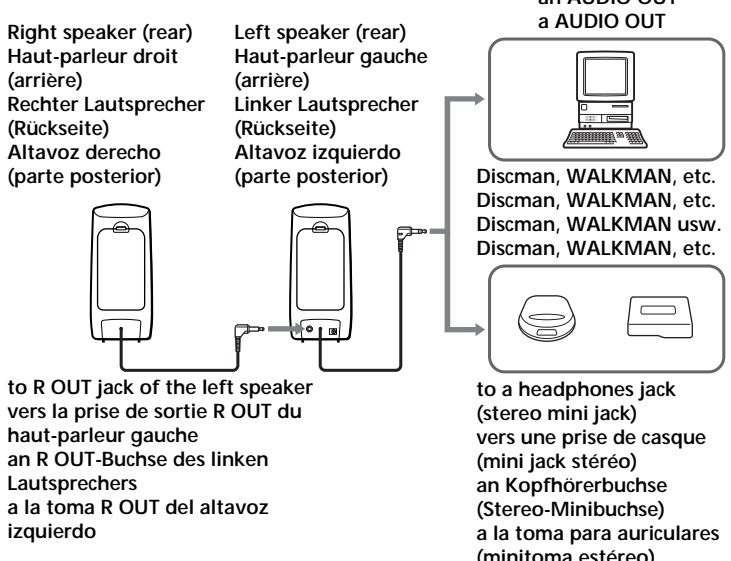 an AUDIO OUT
a AUDIO OUT
Right speaker (rear)
Haut-parleur droit
(arrière)
Rechter Lautsprecher
(Rückseite)
Altavoz derecho
(parte posterior)
Left speaker (rear)
Haut-parleur gauche
(arrière)
Linker Lautsprecher
(Rückseite)
Altavoz izquierdo
(parte posterior)
Discman, WALKMAN, etc.
Discman, WALKMAN, etc.
Discman, WALKMAN usw.
Discman, WALKMAN, etc.
to R OUT jack of the left speaker
vers la prise de sortie R OUT du
haut-parleur gauche
an R OUT-Buchse des linken
Lautsprechers
a la toma R OUT del altavoz
izquierdo
to a headphones jack
(stereo mini jack)
vers une prise de casque
(mini jack stéréo)
an Kopfhörerbuchse
(Stereo-Minibuchse)
a la toma para auriculares
(minitoma estéreo)